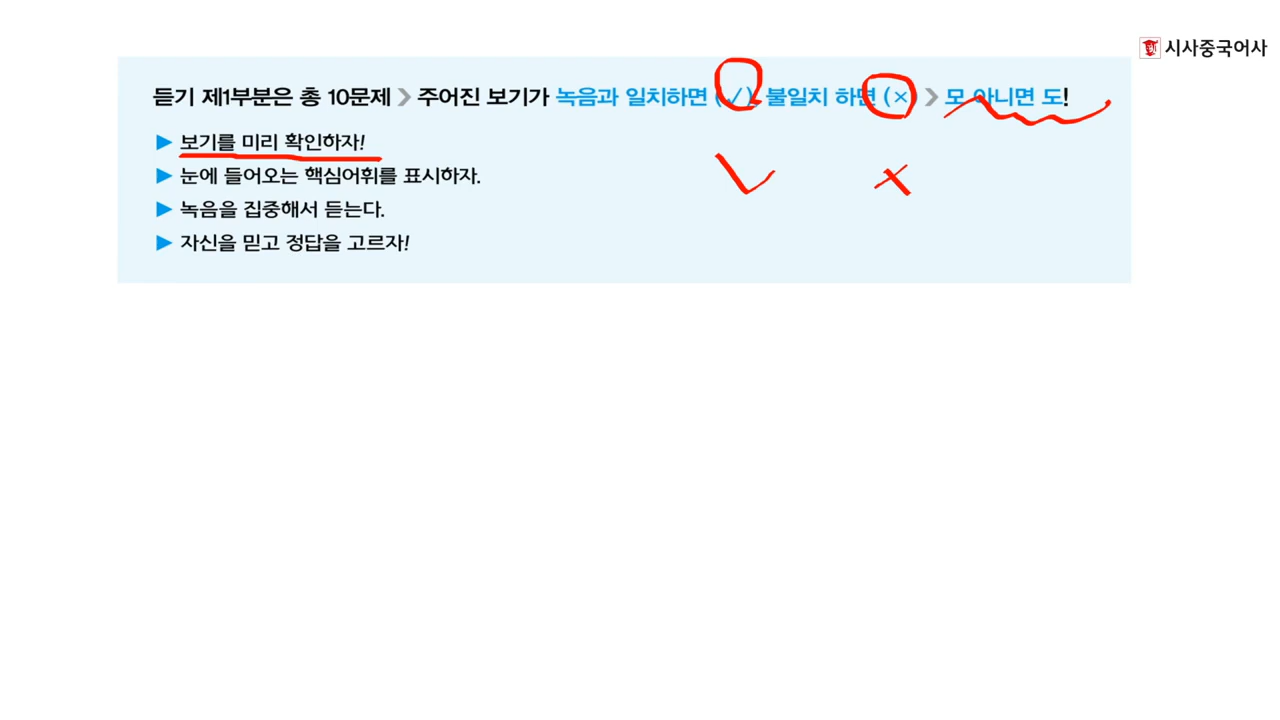 시사중국어사
듣기 제1부분은 총 10문제 > 주어진 보기가 녹음과 일치하면 (✓) 불일치 하면 (×) > 모 아니면 도!
▶ 보기를 미리 확인하자!
▶ 눈에 들어오는 핵심어휘를 표시하자.
▶ 녹음을 집중해서 듣는다.
▶ 자신을 믿고 정답을 고르자!
✓ ×